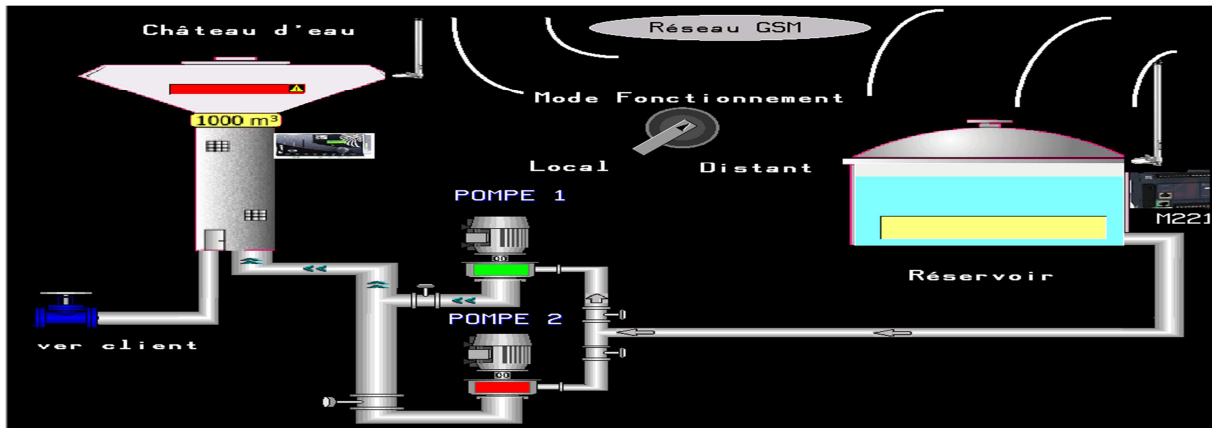 Château d'eau
Réseau GSM
Mode Fonctionnement
1000 m³
Local
Distant
POMPE 1
M221
Réservoir
POMPE 2
ver client